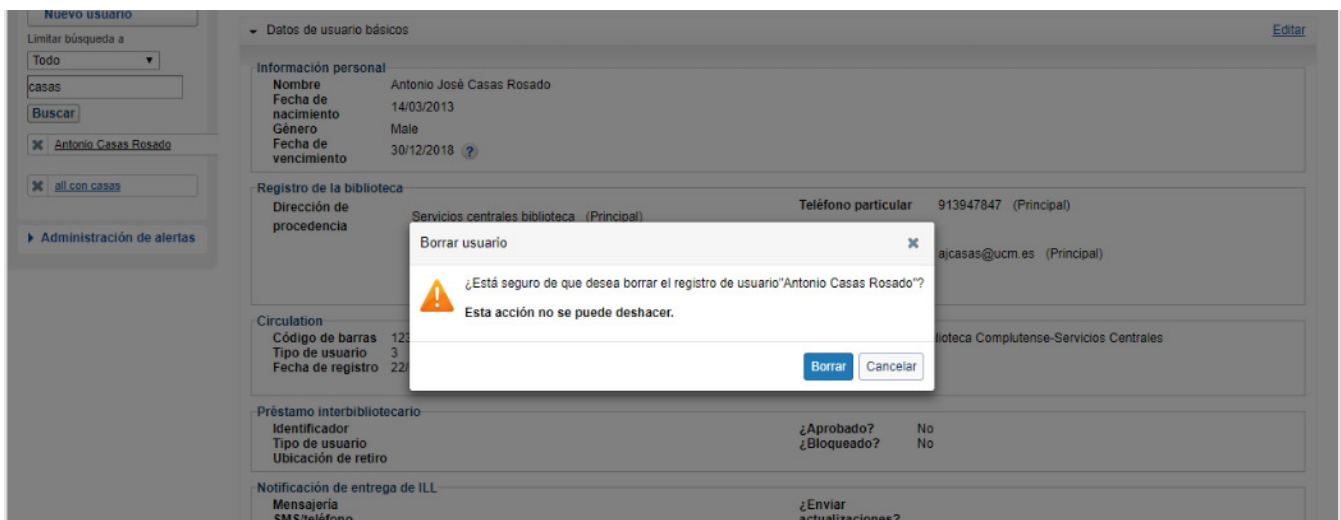 Nuevo usuario
Limitar búsqueda a
Todo
casas
Buscar
Antonio Casas Rosado
all con casas
Administración de alertas
Datos de usuario básicos
Editar
Información personal
Nombre Antonio José Casas Rosado
Fecha de nacimiento 14/03/2013
Género Male
Fecha de vencimiento 30/12/2018 ?
Registro de la biblioteca
Dirección de procedencia Servicios centrales biblioteca (Principal)
Teléfono particular 913947847 (Principal)
ajcasas@ucm.es (Principal)
Borrar usuario
¿Está seguro de que desea borrar el registro de usuario"Antonio Casas Rosado"?
Esta acción no se puede deshacer.
Borrar Cancelar
Circulation
Código de barras 123
Tipo de usuario 3
Fecha de registro 22/
lioteca Complutense-Servicios Centrales
Préstamo interbibliotecario
Identificador
Tipo de usuario
Ubicación de retiro
¿Aprobado? No
¿Bloqueado? No
Notificación de entrega de ILL
Mensajería
SMS/teléfono
¿Enviar
actualizaciones?